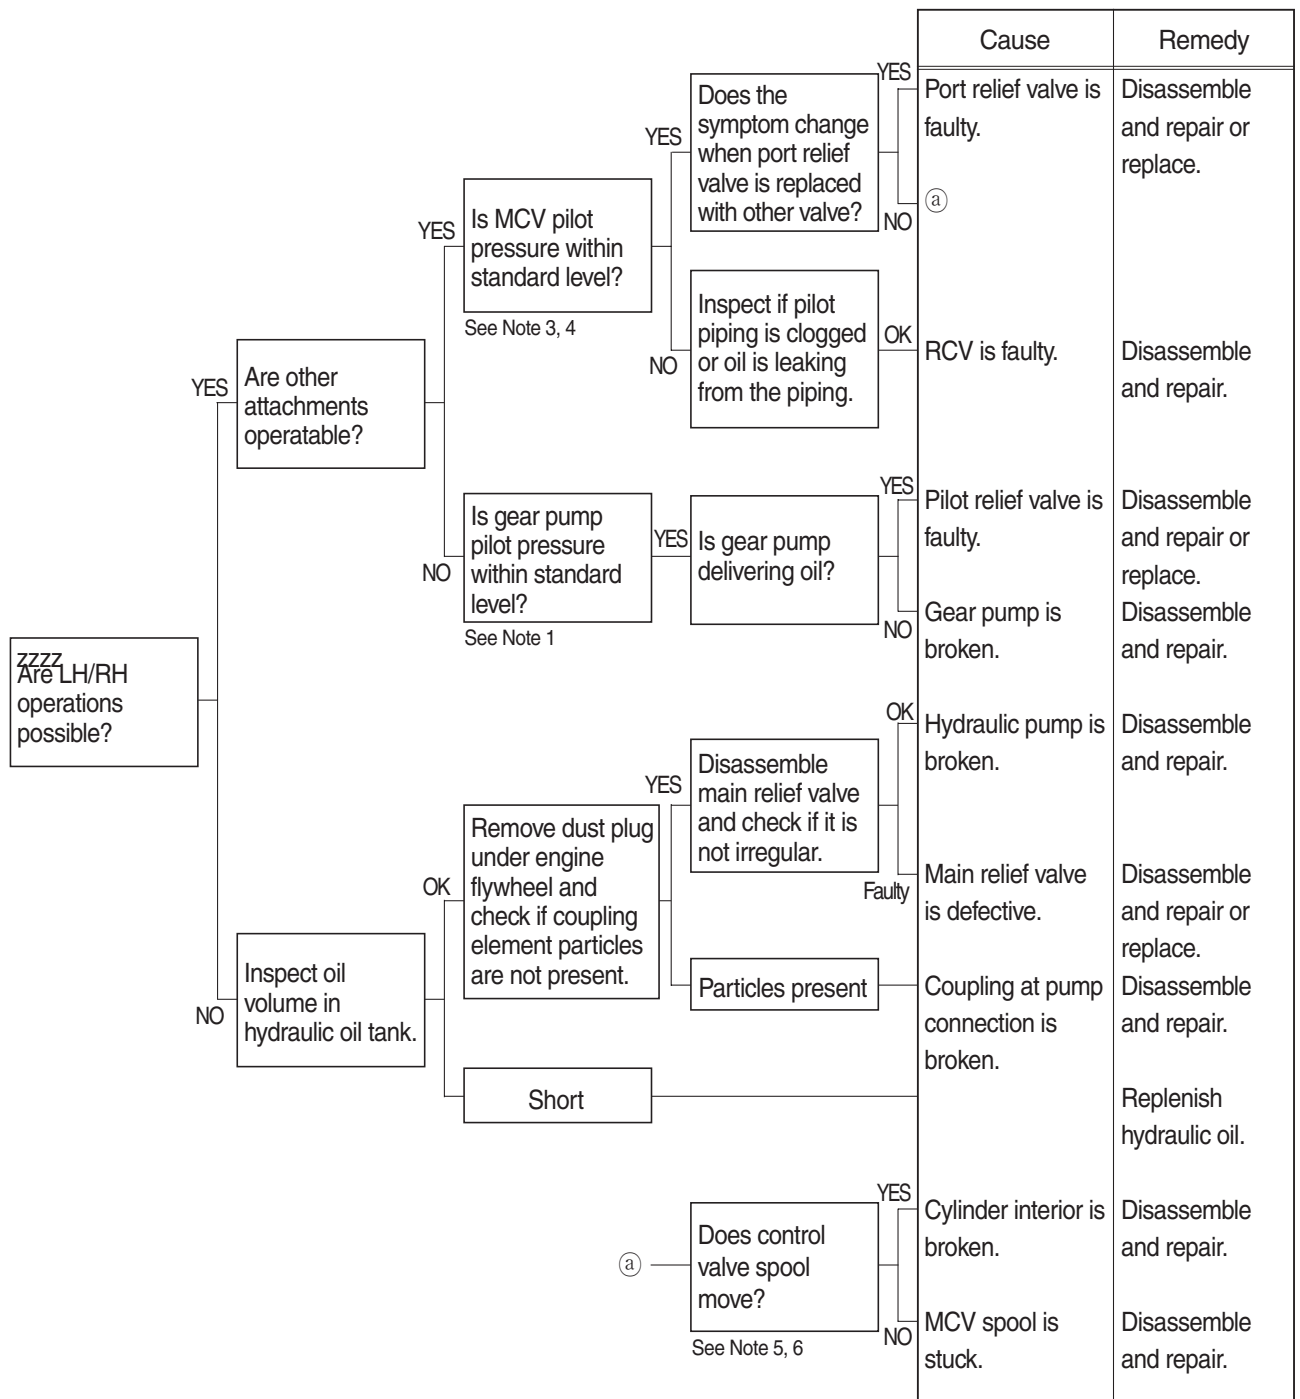 Cause
Remedy
YES
Does the
symptom change
when port relief
valve is replaced
with other valve?
NO
Port relief valve is
faulty.
Disassemble
and repair or
replace.
ⓐ
YES
Is MCV pilot
pressure within
standard level?
See Note 3, 4
YES
NO
Inspect if pilot
piping is clogged
or oil is leaking
from the piping.
OK
RCV is faulty.
Disassemble
and repair.
YES
Are other
attachments
operatable?
NO
Is gear pump
pilot pressure
within standard
level?
See Note 1
YES
Is gear pump
delivering oil?
YES
Pilot relief valve is
faulty.
Disassemble
and repair or
replace.
NO
Gear pump is
broken.
Disassemble
and repair.
zzzz
Are LH/RH
operations
possible?
NO
Inspect oil
volume in
hydraulic oil tank.
OK
Remove dust plug
under engine
flywheel and
check if coupling
element particles
are not present.
YES
Disassemble
main relief valve
and check if it is
not irregular.
OK
Hydraulic pump is
broken.
Disassemble
and repair.
Faulty
Main relief valve
is defective.
Disassemble
and repair or
replace.
Particles present
Coupling at pump
connection is
broken.
Disassemble
and repair.
Short
Replenish
hydraulic oil.
ⓐ
Does control
valve spool
move?
See Note 5, 6
YES
Cylinder interior is
broken.
Disassemble
and repair.
NO
MCV spool is
stuck.
Disassemble
and repair.